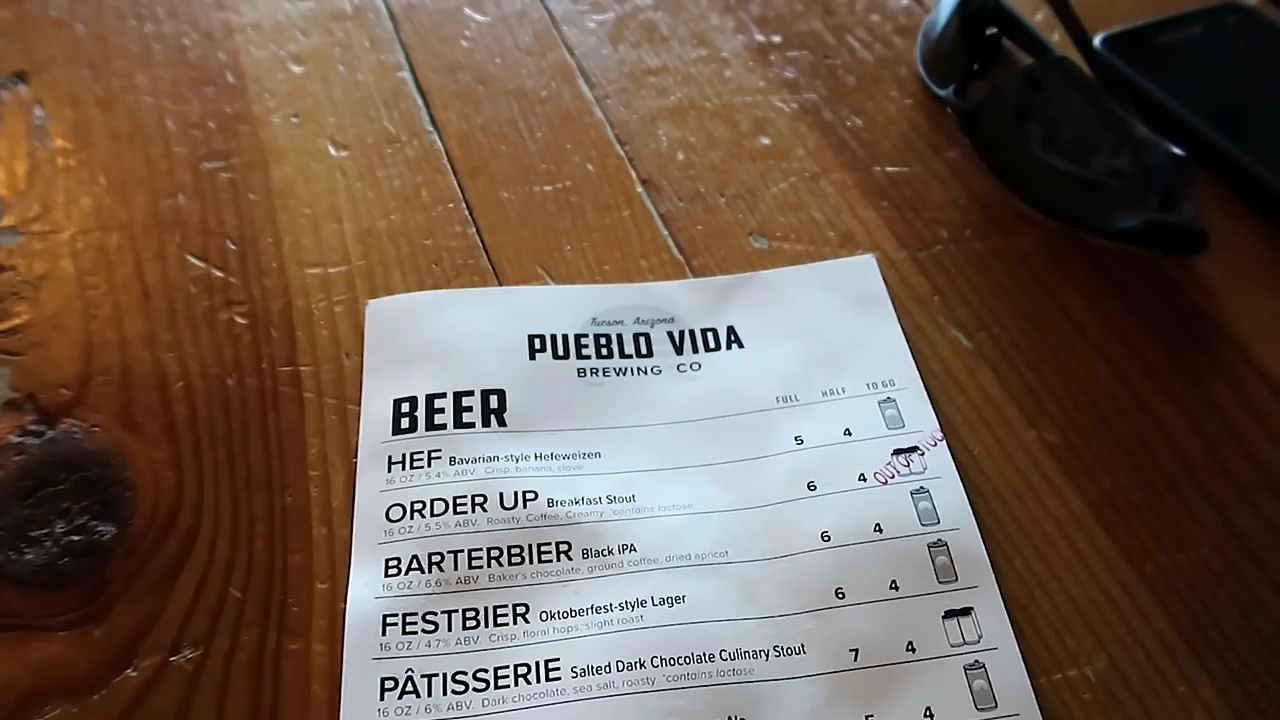 Tucson, Arizona
PUEBLO VIDA
BREWING CO
BEER FULL HALF TO GO
HEF Bavarian-style Hefeweizen 5 4
16 OZ / 5.4% ABV. Crisp, banana, clove
ORDER UP Breakfast Stout 6 4 OUT OF STOCK
16 OZ / 5.5% ABV. Roasty, Coffee, Creamy *contains lactose
BARTERBIER Black IPA 6 4
16 OZ / 6.6% ABV. Baker's chocolate, ground coffee, dried apricot
FESTBIER Oktoberfest-style Lager 6 4
16 OZ / 4.7% ABV. Crisp, floral hops, slight roast
PÂTISSERIE Salted Dark Chocolate Culinary Stout 7 4
16 OZ / 6% ABV. Dark chocolate, sea salt, roasty. *contains lactose
4